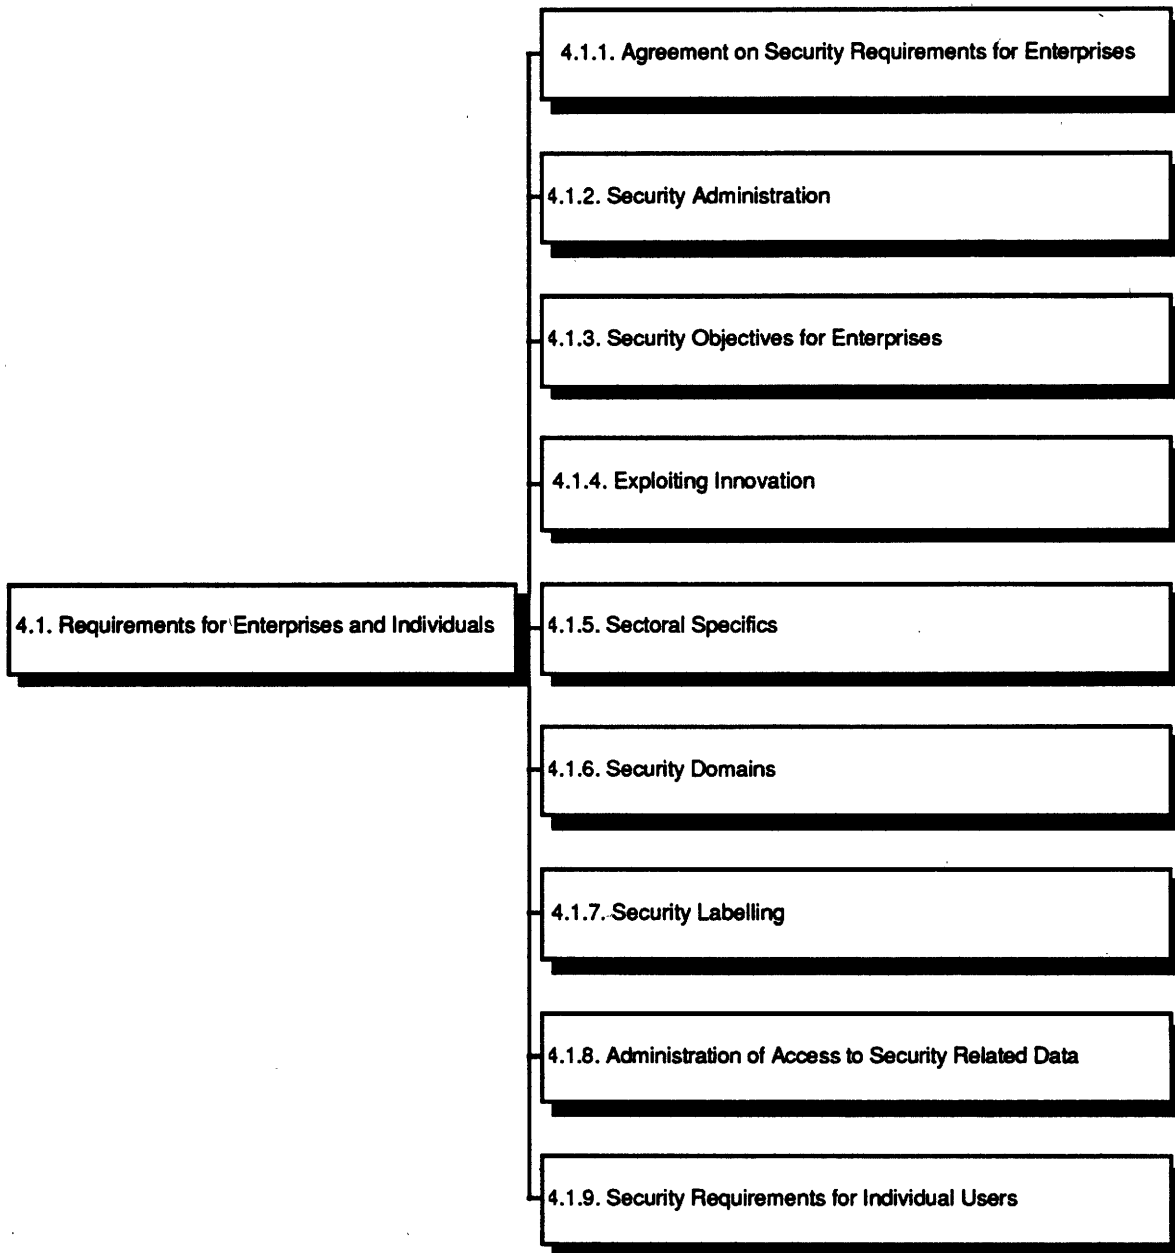 4.1.1. Agreement on Security Requirements for Enterprises
4.1.2. Security Administration
4.1.3. Security Objectives for Enterprises
4.1.4. Exploiting Innovation
4.1. Requirements for Enterprises and Individuals
4.1.5. Sectoral Specifics
4.1.6. Security Domains
4.1.7. Security Labelling
4.1.8. Administration of Access to Security Related Data
4.1.9. Security Requirements for Individual Users